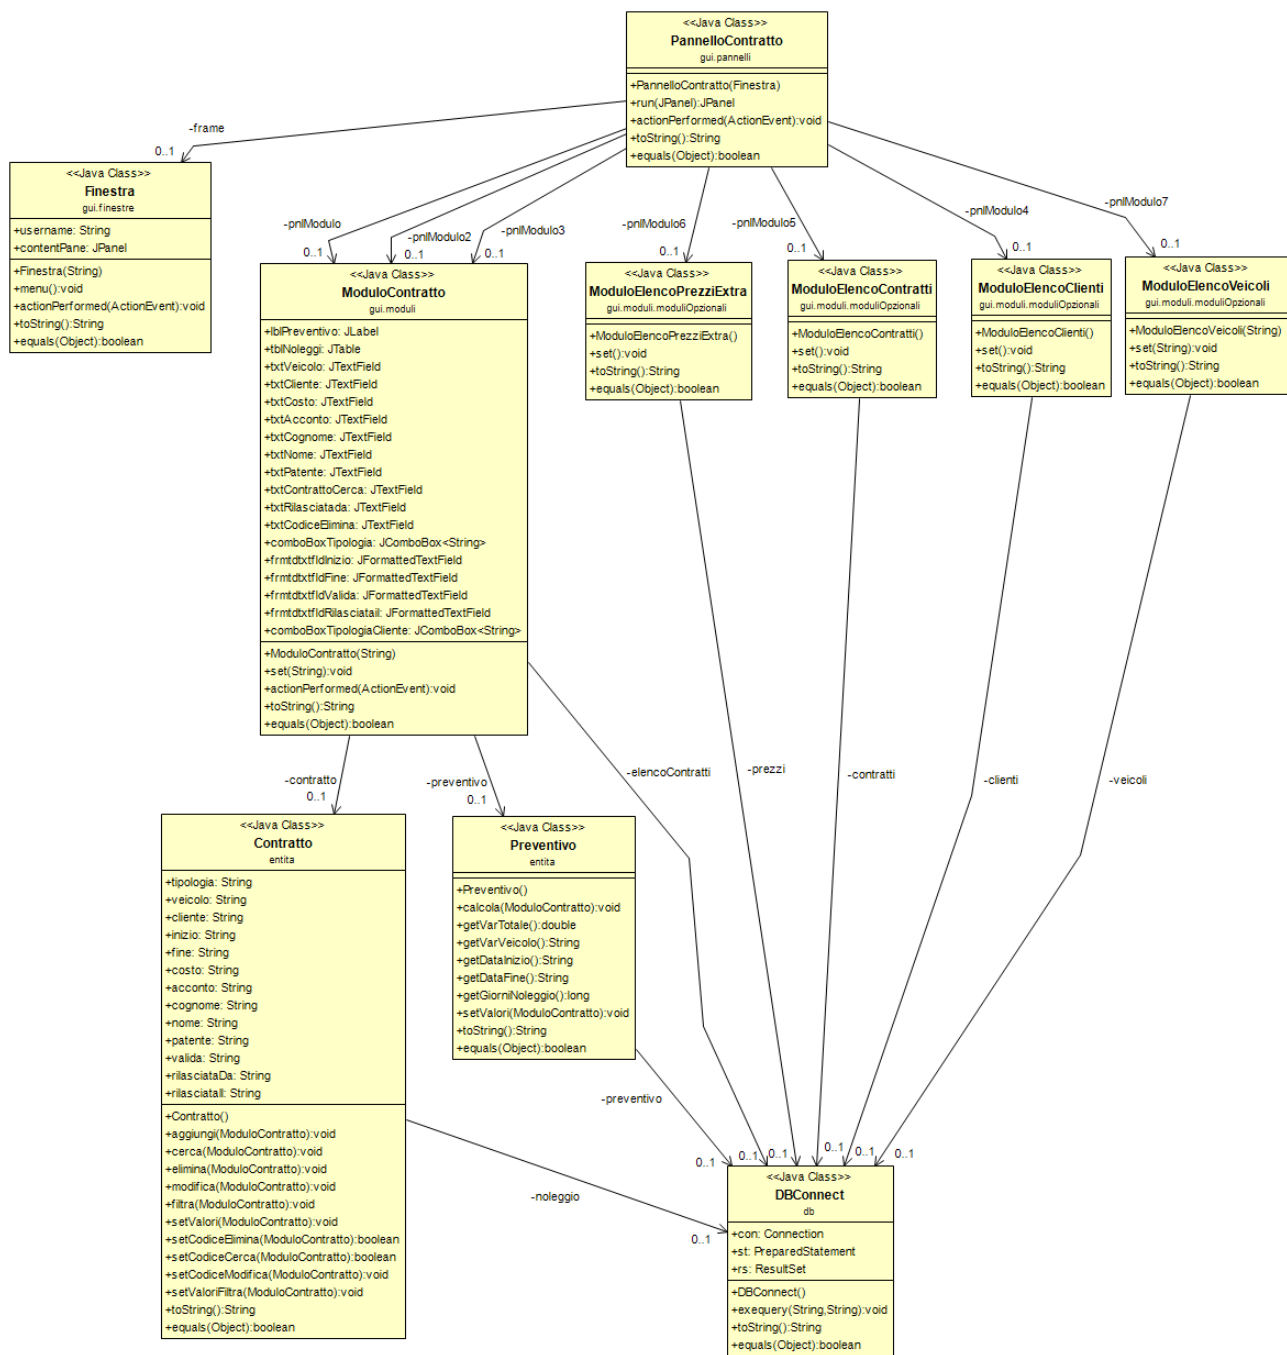 <<Java Class>>
PannelloContratto
gui.pannelli
+PannelloContratto(Finestra)
+run(JPanel):JPanel
+actionPerformed(ActionEvent):void
+toString():String
+equals(Object):boolean
-frame
0..1
-pnlModulo
0..1
-pnlModulo2
0..1
-pnlModulo3
0..1
-pnlModulo6
0..1
-pnlModulo5
0..1
-pnlModulo4
0..1
-pnlModulo7
0..1
<<Java Class>>
Finestra
gui.finestre
+username: String
+contentPane: JPanel
+Finestra(String)
+menu():void
+actionPerformed(ActionEvent):void
+toString():String
+equals(Object):boolean
<<Java Class>>
ModuloContratto
gui.moduli
+lblPreventivo: JLabel
+tblNoleggi: JTable
+txtVeicolo: JTextField
+txtCliente: JTextField
+txtCosto: JTextField
+txtAcconto: JTextField
+txtCognome: JTextField
+txtNome: JTextField
+txtPatente: JTextField
+txtContrattoCerca: JTextField
+txtRilasciatada: JTextField
+txtCodiceElimina: JTextField
+comboBoxTipologia: JComboBox<String>
+frmtdtxtfldInizio: JFormattedTextField
+frmtdtxtfldFine: JFormattedTextField
+frmtdtxtfldValida: JFormattedTextField
+frmtdtxtfldRilasciatail: JFormattedTextField
+comboBoxTipologiaCliente: JComboBox<String>
+ModuloContratto(String)
+set(String):void
+actionPerformed(ActionEvent):void
+toString():String
+equals(Object):boolean
<<Java Class>>
ModuloElencoPrezziExtra
gui.moduli.moduliOpzionali
+ModuloElencoPrezziExtra()
+set():void
+toString():String
+equals(Object):boolean
<<Java Class>>
ModuloElencoContratti
gui.moduli.moduliOpzionali
+ModuloElencoContratti()
+set():void
+toString():String
+equals(Object):boolean
<<Java Class>>
ModuloElencoClienti
gui.moduli.moduliOpzionali
+ModuloElencoClienti()
+set():void
+toString():String
+equals(Object):boolean
<<Java Class>>
ModuloElencoVeicoli
gui.moduli.moduliOpzionali
+ModuloElencoVeicoli(String)
+set(String):void
+toString():String
+equals(Object):boolean
-contratto
0..1
-preventivo
0..1
-elencoContratti
-prezzi
-contratti
-clienti
-veicoli
<<Java Class>>
Contratto
entita
+tipologia: String
+veicolo: String
+cliente: String
+inizio: String
+fine: String
+costo: String
+acconto: String
+cognome: String
+nome: String
+patente: String
+valida: String
+rilasciataDa: String
+rilasciataIl: String
+Contratto()
+aggiungi(ModuloContratto):void
+cerca(ModuloContratto):void
+elimina(ModuloContratto):void
+modifica(ModuloContratto):void
+filtra(ModuloContratto):void
+setValori(ModuloContratto):void
+setCodiceElimina(ModuloContratto):boolean
+setCodiceCerca(ModuloContratto):boolean
+setCodiceModifica(ModuloContratto):void
+setValoriFiltra(ModuloContratto):void
+toString():String
+equals(Object):boolean
<<Java Class>>
Preventivo
entita
+Preventivo()
+calcola(ModuloContratto):void
+getVarTotale():double
+getVarVeicolo():String
+getDataInizio():String
+getDataFine():String
+getGiorniNoleggio():long
+setValori(ModuloContratto):void
+toString():String
+equals(Object):boolean
-preventivo
0..1
0..1
0..1
0..1
0..1
0..1
-noleggio
0..1
<<Java Class>>
DBConnect
db
+con: Connection
+st: PreparedStatement
+rs: ResultSet
+DBConnect()
+exequery(String,String):void
+toString():String
+equals(Object):boolean